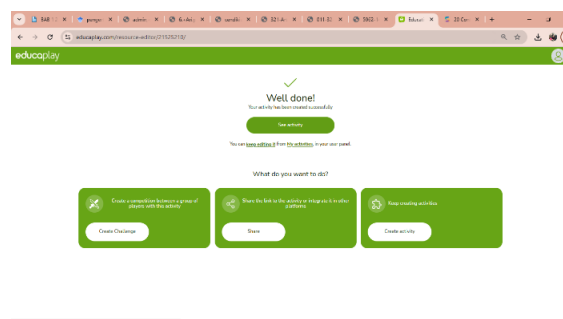 educaplay.com/resource-editor/21929210/
educaplay
Well done!
Your activity has been created successfully
See activity
You can keep editing it from My activities, in your user panel.
What do you want to do?
Create a competition between a group of
players with this activity
Create Challenge
Share the link to the activity or integrate it in other
platforms
Share
Keep creating activities
Create activity